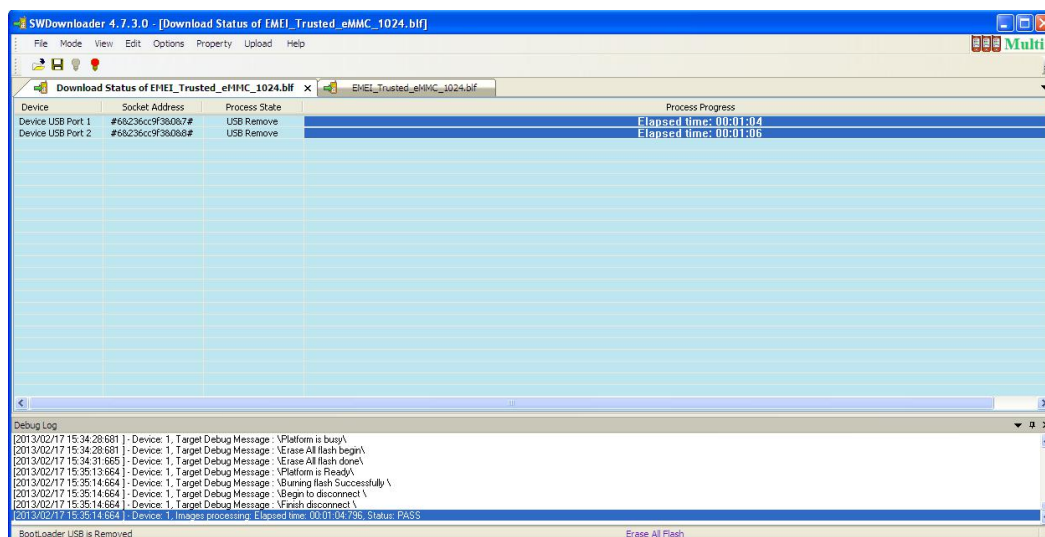 SWDownloader 4.7.3.0 - [Download Status of EMEI_Trusted_eMMC_1024.blf]
File Mode View Edit Options Property Upload Help
Multi
Download Status of EMEI_Trusted_eMMC_1024.blf x EMEI_Trusted_eMMC_1024.blf
Device Socket Address Process State Process Progress
Device USB Port 1 #6&236cc9f3&0&7# USB Remove Elapsed time: 00:01:04
Device USB Port 2 #6&236cc9f3&0&8# USB Remove Elapsed time: 00:01:06
Debug Log
[2013/02/17 15:34:28:681 ] - Device: 1, Target Debug Message : \Platform is busy\
[2013/02/17 15:34:28:681 ] - Device: 1, Target Debug Message : \Erase All flash begin\
[2013/02/17 15:34:31:665 ] - Device: 1, Target Debug Message : \Erase All flash done\
[2013/02/17 15:35:13:664 ] - Device: 1, Target Debug Message : \Platform is Ready\
[2013/02/17 15:35:14:664 ] - Device: 1, Target Debug Message : \Burning flash Successfully \
[2013/02/17 15:35:14:664 ] - Device: 1, Target Debug Message : \Begin to disconnect \
[2013/02/17 15:35:14:664 ] - Device: 1, Target Debug Message : \Finish disconnect \
[2013/02/17 15:35:14:664 ] - Device: 1, Images processing: Elapsed time: 00:01:04:796, Status: PASS
BootLoader USB is Removed Erase All Flash